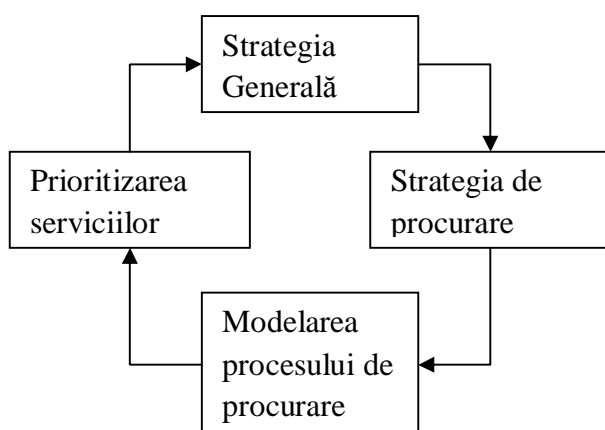 Strategia
Generală
Prioritizarea
serviciilor
Strategia de
procurare
Modelarea
procesului de
procurare